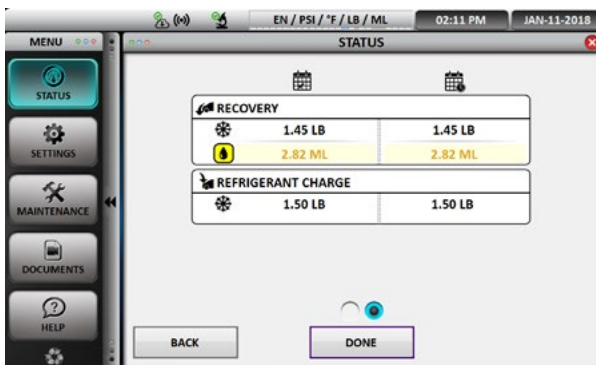 EN / PSI / °F / LB / ML 02:11 PM JAN-11-2018
MENU STATUS
STATUS
RECOVERY
1.45 LB 1.45 LB
2.82 ML 2.82 ML
SETTINGS
REFRIGERANT CHARGE
1.50 LB 1.50 LB
MAINTENANCE
DOCUMENTS
HELP
BACK DONE